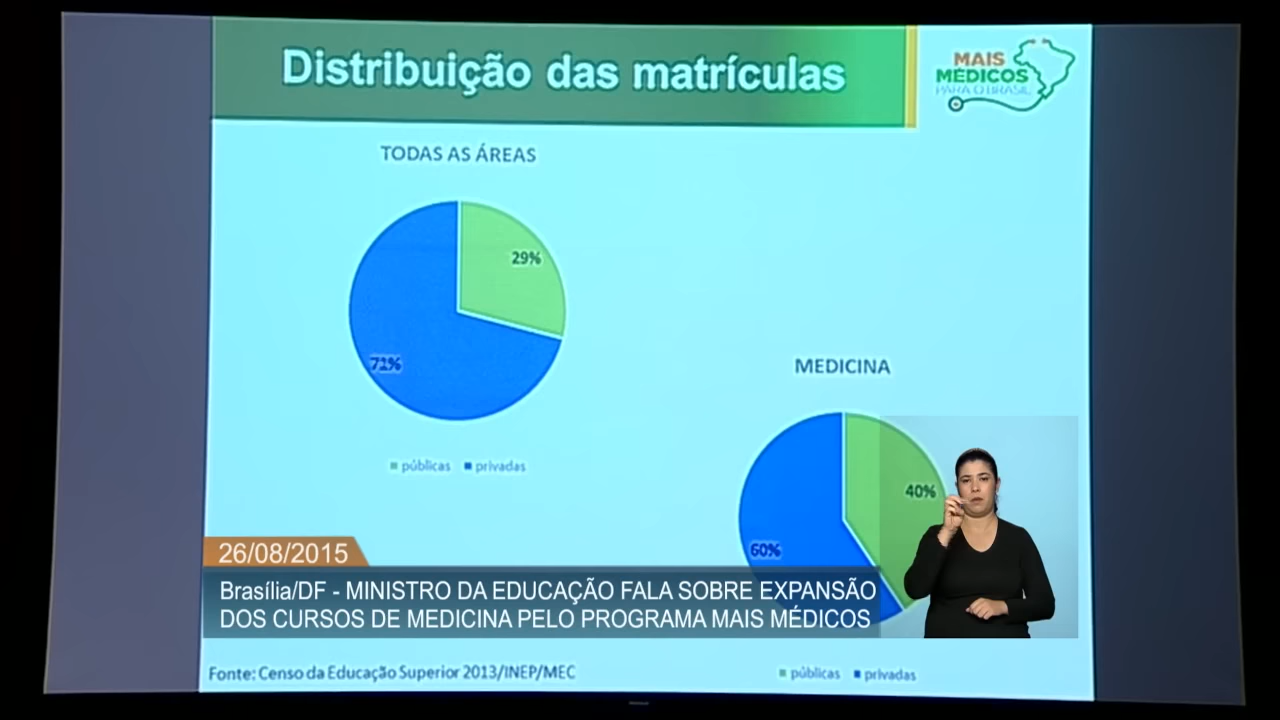 Distribuição das matrículas
MAIS
MÉDICOS
PARA O BRASIL
TODAS AS ÁREAS
29%
71%
públicas privadas
MEDICINA
40%
60%
26/08/2015
Brasília/DF - MINISTRO DA EDUCAÇÃO FALA SOBRE EXPANSÃO
DOS CURSOS DE MEDICINA PELO PROGRAMA MAIS MÉDICOS
Fonte: Censo da Educação Superior 2013/INEP/MEC
públicas privadas